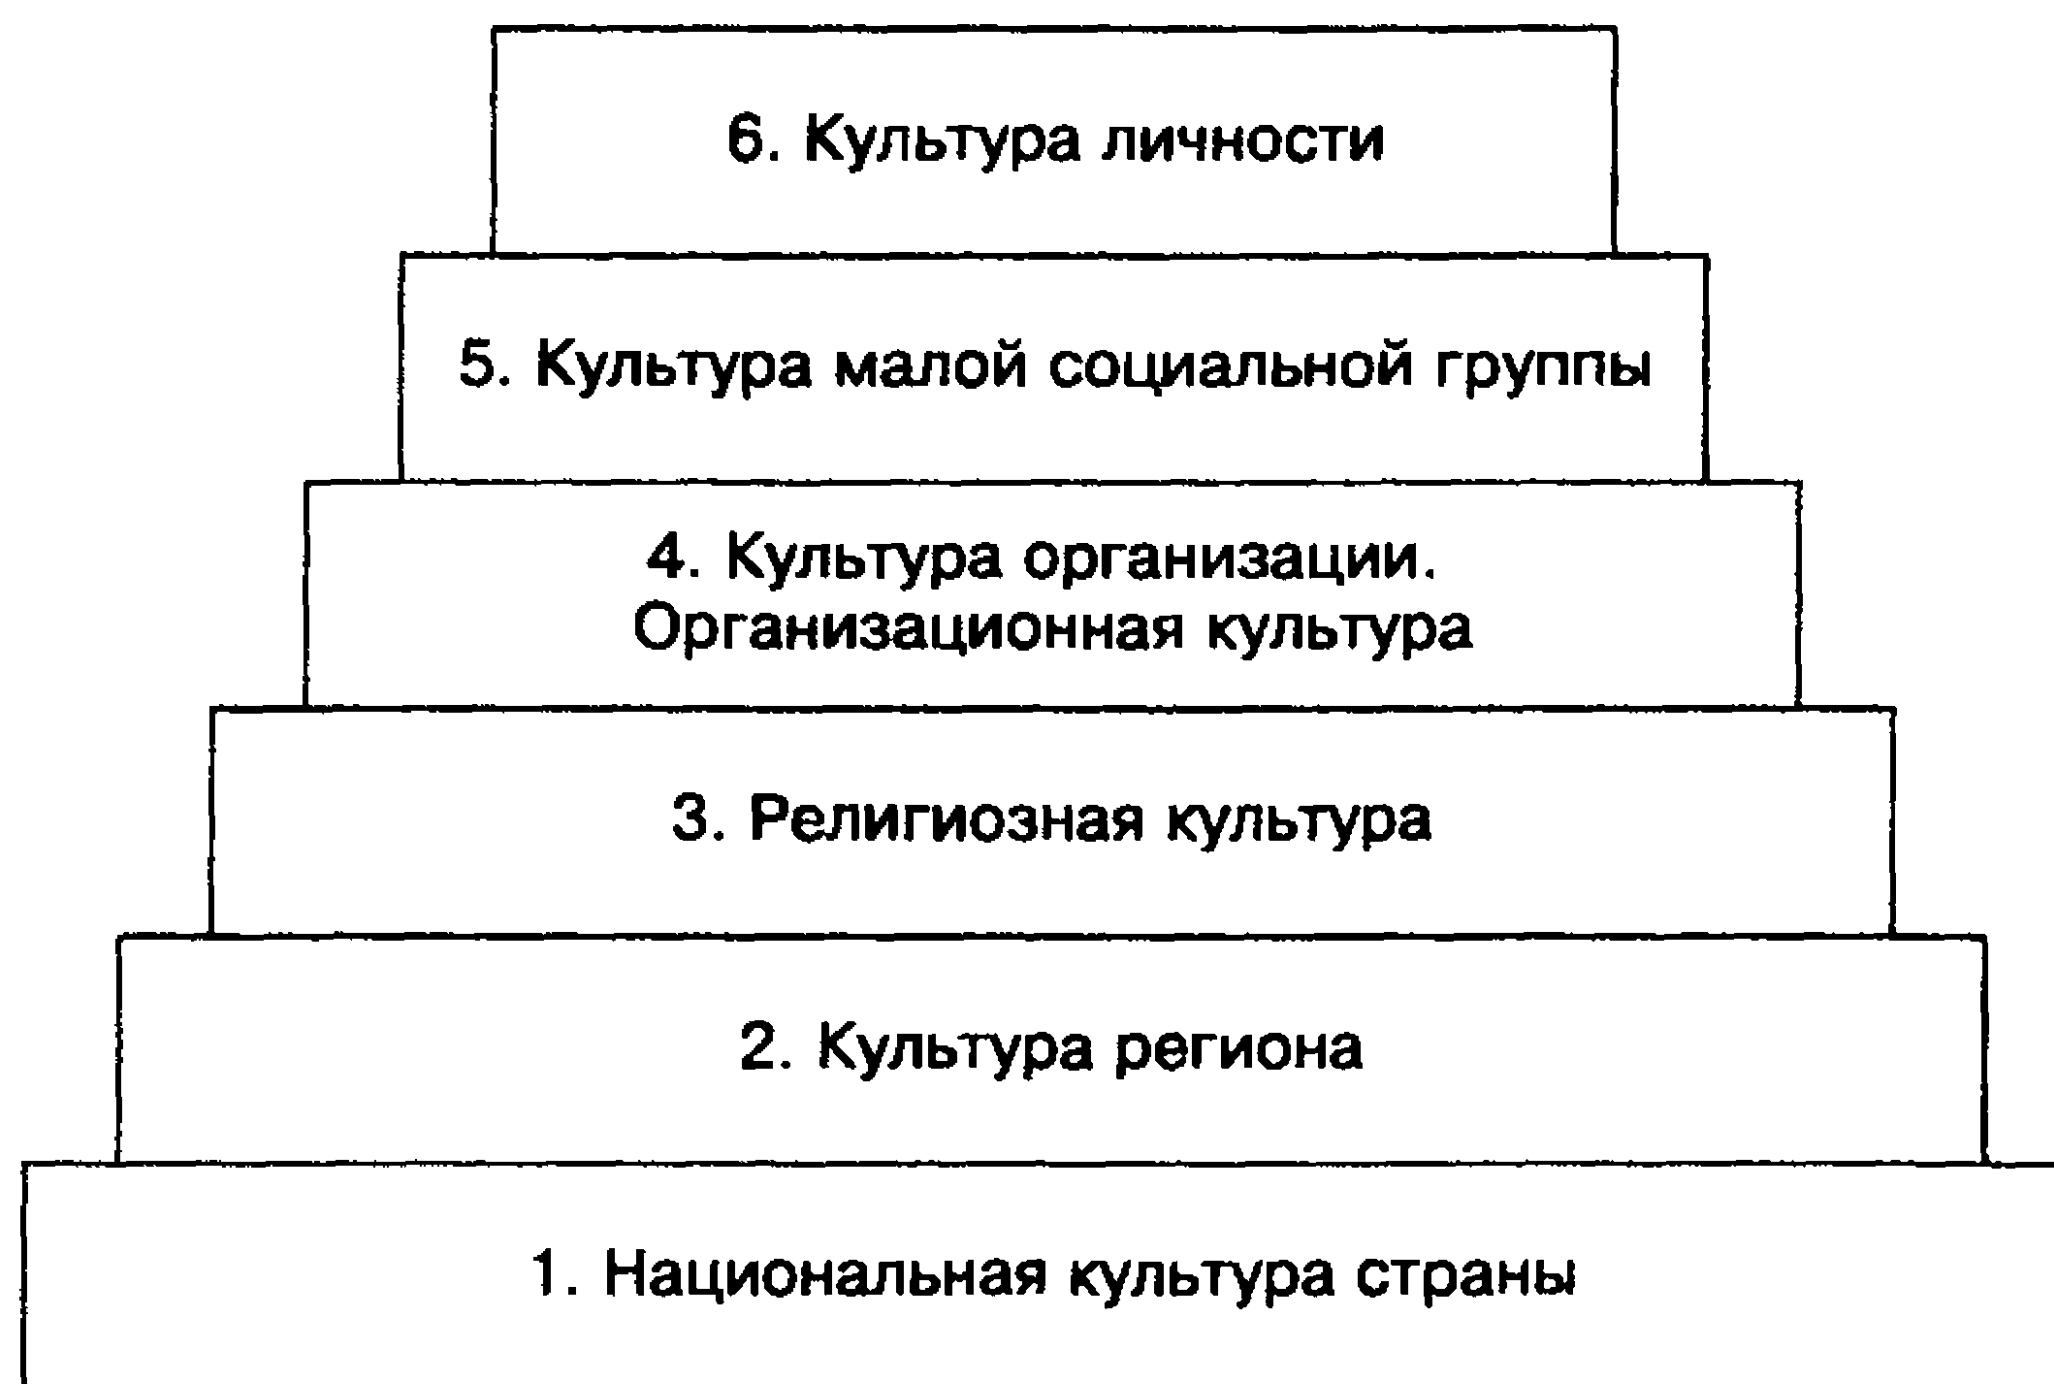 6. Культура личности
5. Культура малой социальной группы
4. Культура организации.
Организационная культура
3. Религиозная культура
2. Культура региона
1. Национальная культура страны